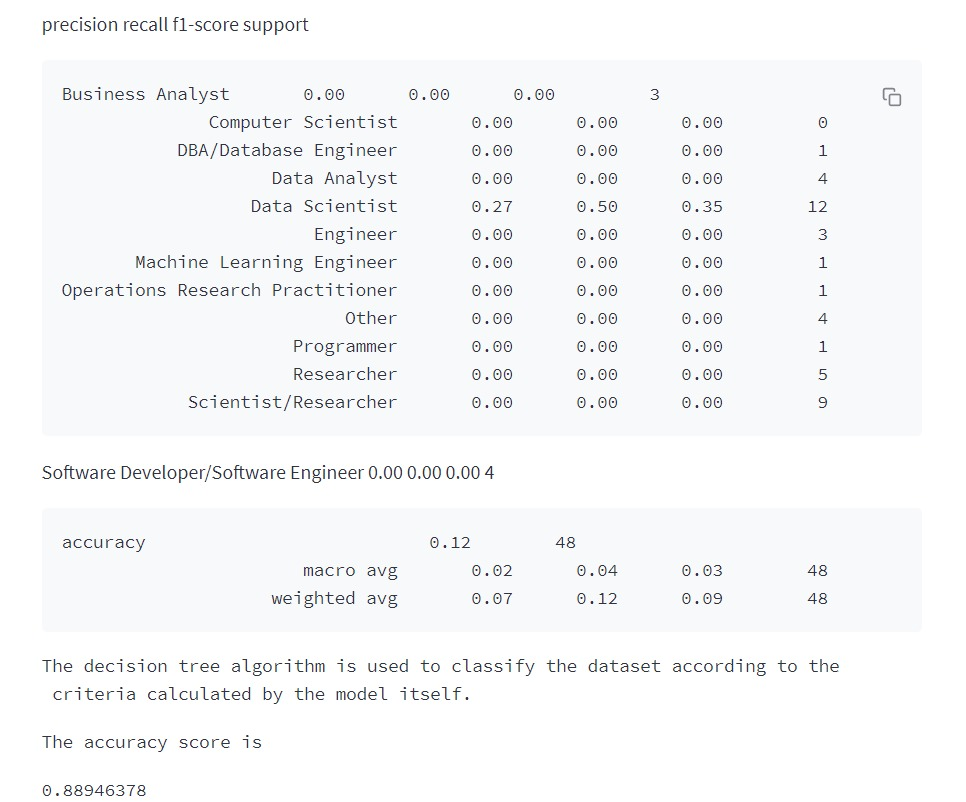 precision recall f1-score support
Business Analyst 0.00 0.00 0.00 3
Computer Scientist 0.00 0.00 0.00 0
DBA/Database Engineer 0.00 0.00 0.00 1
Data Analyst 0.00 0.00 0.00 4
Data Scientist 0.27 0.50 0.35 12
Engineer 0.00 0.00 0.00 3
Machine Learning Engineer 0.00 0.00 0.00 1
Operations Research Practitioner 0.00 0.00 0.00 1
Other 0.00 0.00 0.00 4
Programmer 0.00 0.00 0.00 1
Researcher 0.00 0.00 0.00 5
Scientist/Researcher 0.00 0.00 0.00 9
Software Developer/Software Engineer 0.00 0.00 0.00 4
accuracy 0.12 48
macro avg 0.02 0.04 0.03 48
weighted avg 0.07 0.12 0.09 48
The decision tree algorithm is used to classify the dataset according to the
criteria calculated by the model itself.
The accuracy score is
0.88946378